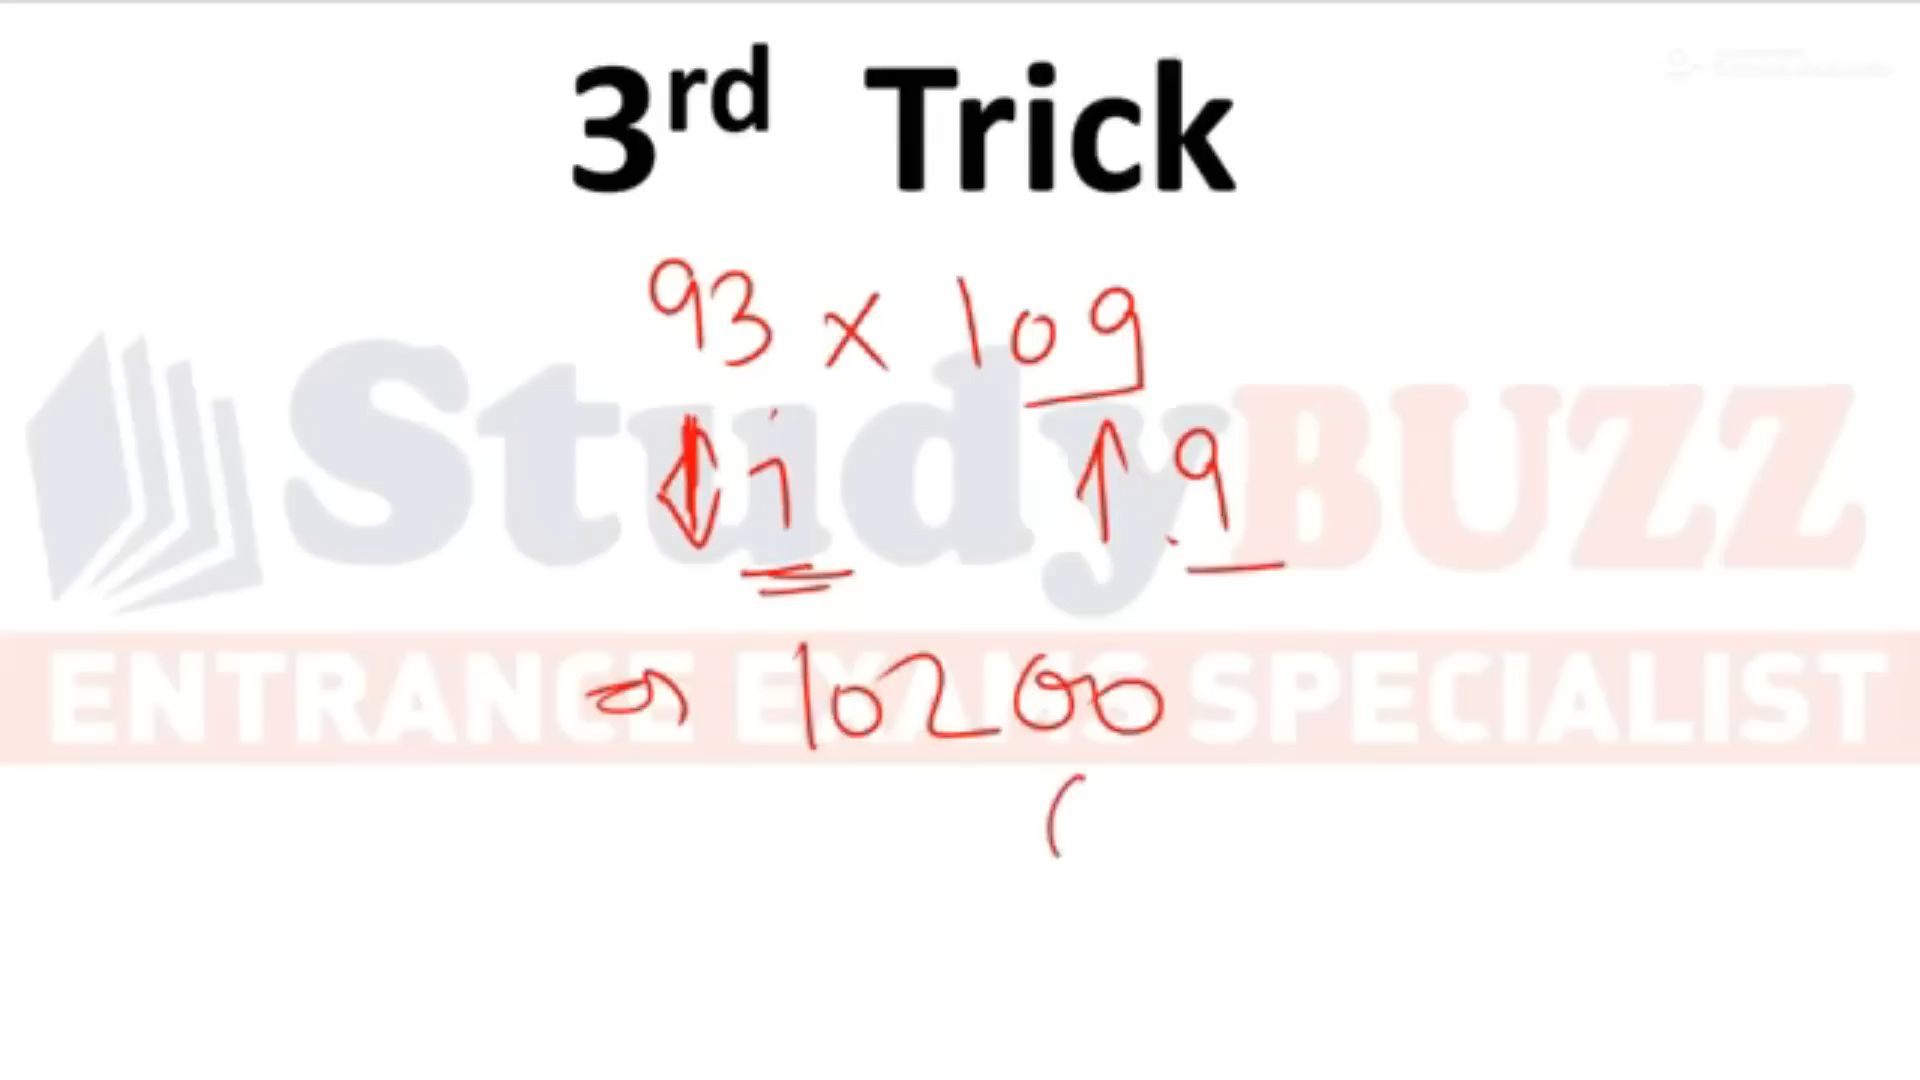 3rd Trick
93 x 109
↓ 7 ↑ 9
⇒ 10200
(
StudyBUZZ
ENTRANCE EXAMS SPECIALIST